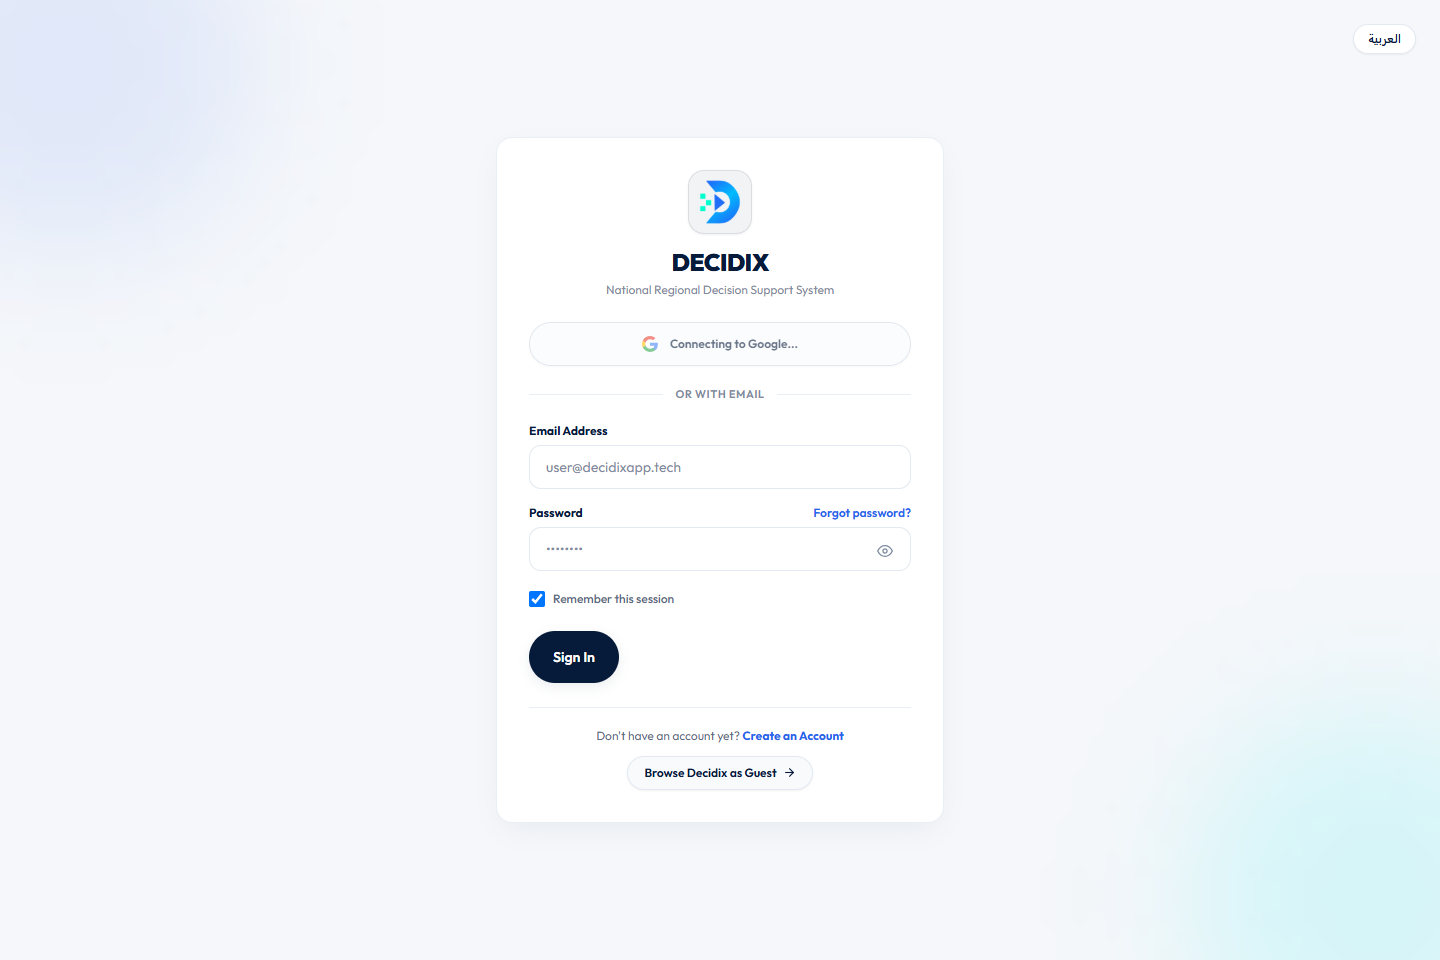 العربية
DECIDIX
National Regional Decision Support System
Connecting to Google...
OR WITH EMAIL
Email Address
user@decidixapp.tech
Password Forgot password?
••••••••
Remember this session
Sign In
Don't have an account yet? Create an Account
Browse Decidix as Guest →